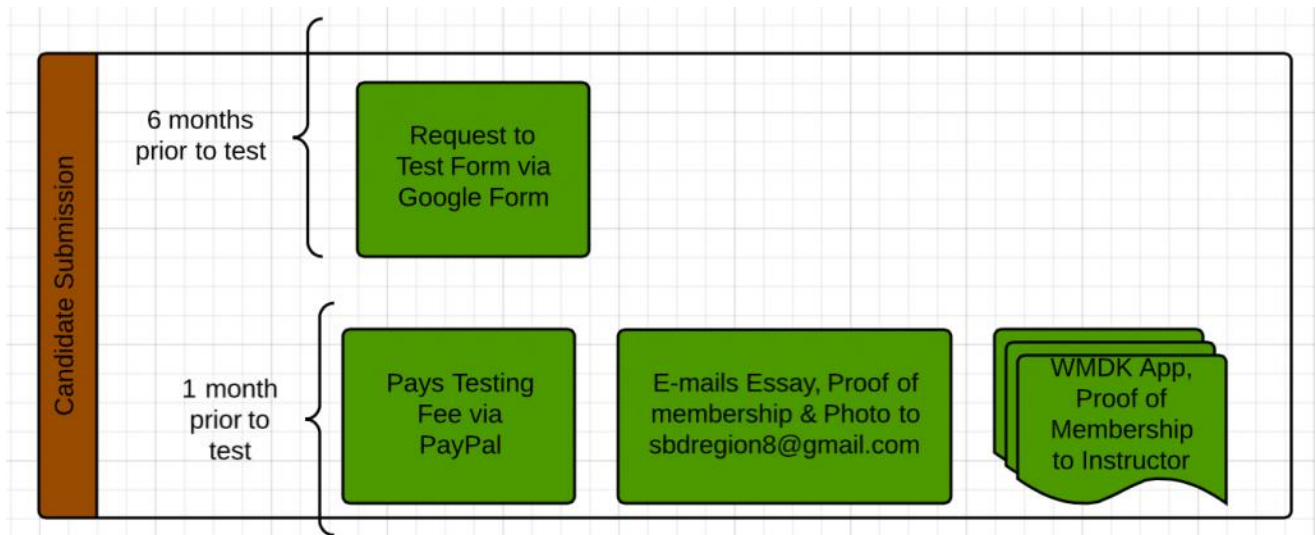 Candidate Submission
6 months
prior to test
Request to
Test Form via
Google Form
1 month
prior to
test
Pays Testing
Fee via
PayPal
E-mails Essay, Proof of
membership & Photo to
sbdregion8@gmail.com
WMDK App,
Proof of
Membership
to Instructor